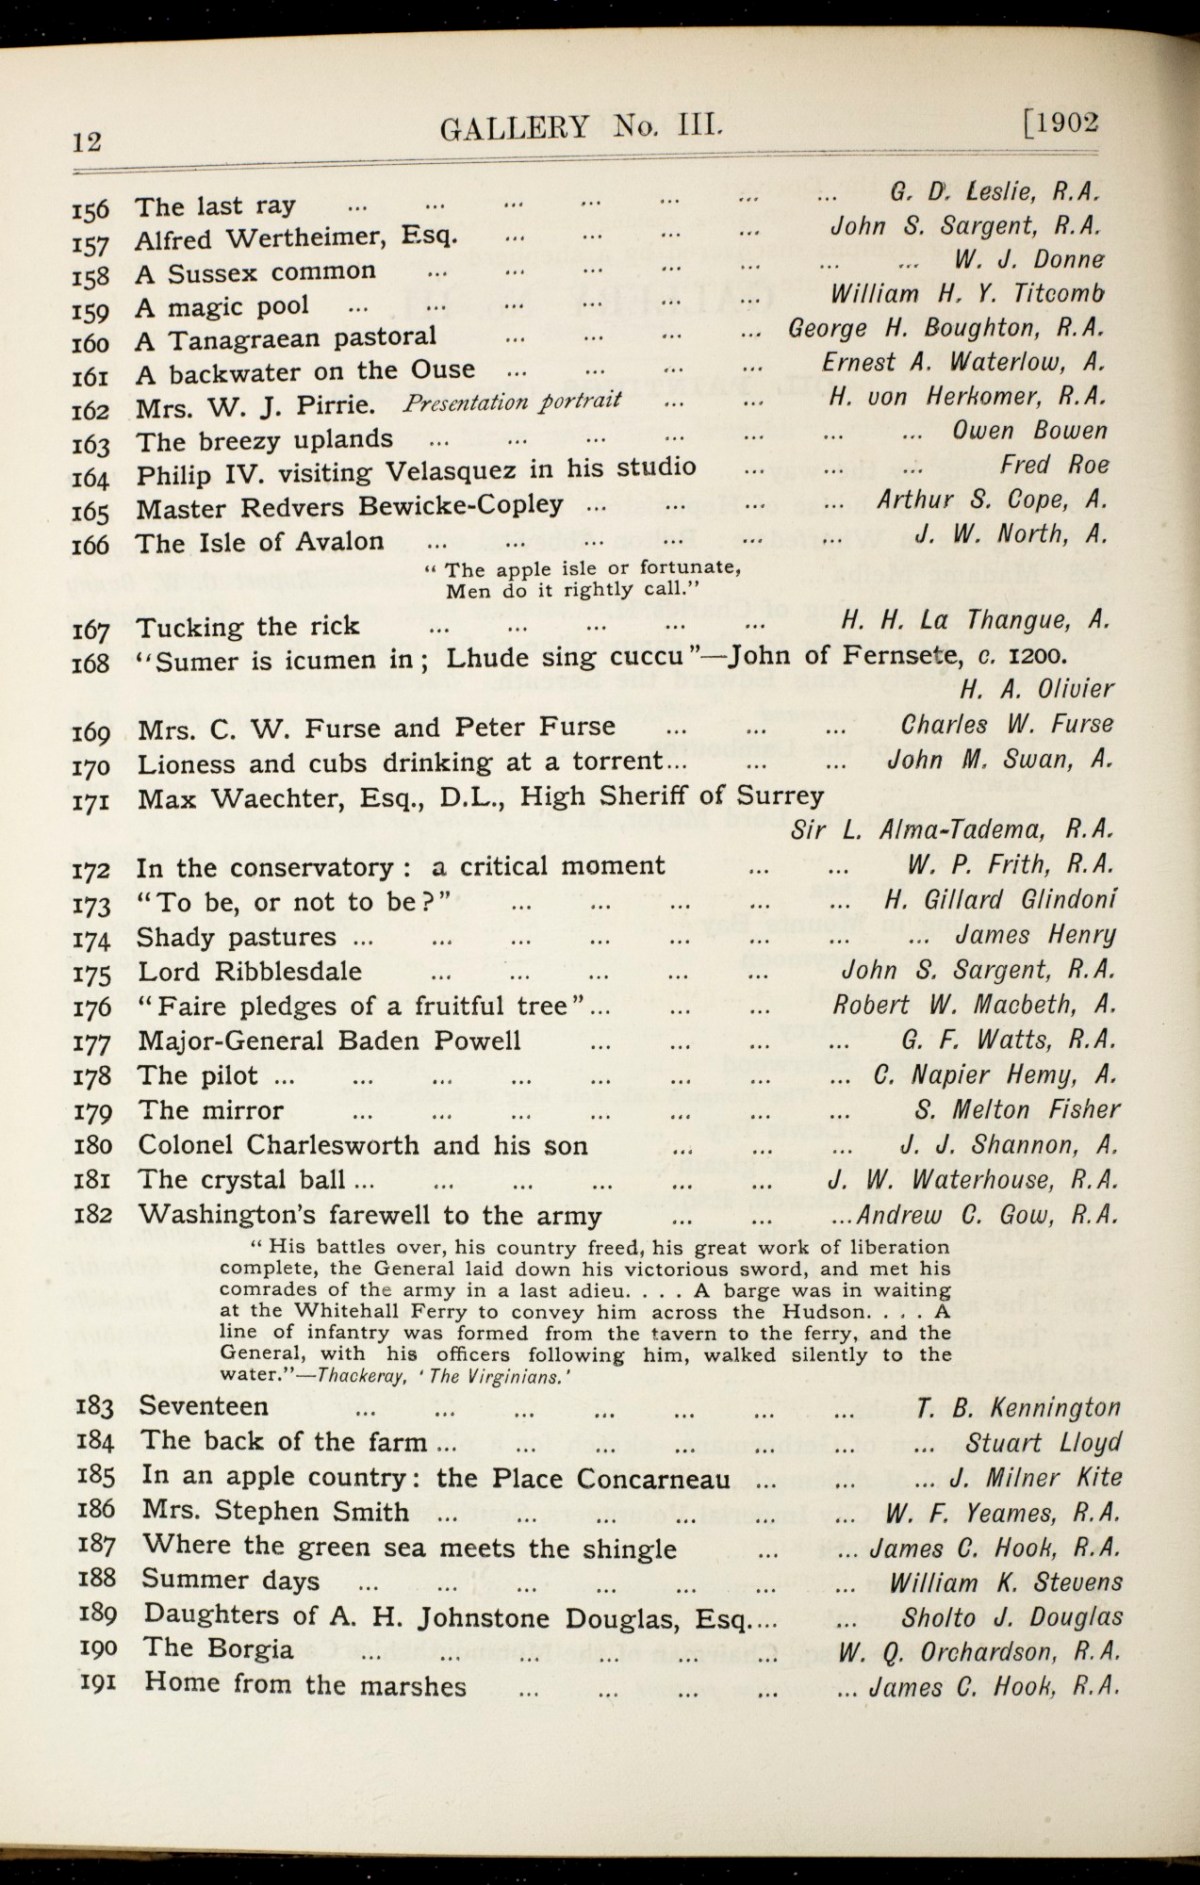 12 GALLERY No. III. [1902
156 The last ray ... ... ... ... ... ... ... G. D. Leslie, R.A.
157 Alfred Wertheimer, Esq. ... ... ... ... John S. Sargent, R.A.
158 A Sussex common ... ... ... ... ... ... ... W. J. Donne
159 A magic pool ... ... ... ... ... ... William H. Y. Titcomb
160 A Tanagraean pastoral ... ... ... ... George H. Boughton, R.A.
161 A backwater on the Ouse ... ... ... ... Ernest A. Waterlow, A.
162 Mrs. W. J. Pirrie. Presentation portrait ... ... H. von Herkomer, R.A.
163 The breezy uplands ... ... ... ... ... ... ... Owen Bowen
164 Philip IV. visiting Velasquez in his studio ... ... ... Fred Roe
165 Master Redvers Bewicke-Copley ... ... ... ... Arthur S. Cope, A.
166 The Isle of Avalon ... ... ... ... ... ... J. W. North, A.
“ The apple isle or fortunate,
Men do it rightly call.”
167 Tucking the rick ... ... ... ... ... H. H. La Thangue, A.
168 “Sumer is icumen in ; Lhude sing cuccu”—John of Fernsete, c. 1200.
H. A. Olivier
169 Mrs. C. W. Furse and Peter Furse ... ... ... Charles W. Furse
170 Lioness and cubs drinking at a torrent... ... ... John M. Swan, A.
171 Max Waechter, Esq., D.L., High Sheriff of Surrey
Sir L. Alma-Tadema, R.A.
172 In the conservatory : a critical moment ... ... W. P. Frith, R.A.
173 “To be, or not to be?” ... ... ... ... ... H. Gillard Glindoni
174 Shady pastures ... ... ... ... ... ... ... ... James Henry
175 Lord Ribblesdale ... ... ... ... ... John S. Sargent, R.A.
176 “Faire pledges of a fruitful tree”... ... ... Robert W. Macbeth, A.
177 Major-General Baden Powell ... ... ... ... G. F. Watts, R.A.
178 The pilot ... ... ... ... ... ... ... ... C. Napier Hemy, A.
179 The mirror ... ... ... ... ... ... ... S. Melton Fisher
180 Colonel Charlesworth and his son ... ... ... J. J. Shannon, A.
181 The crystal ball ... ... ... ... ... ... J. W. Waterhouse, R.A.
182 Washington’s farewell to the army ... ... ...Andrew C. Gow, R.A.
“ His battles over, his country freed, his great work of liberation
complete, the General laid down his victorious sword, and met his
comrades of the army in a last adieu. . . . A barge was in waiting
at the Whitehall Ferry to convey him across the Hudson. . . . A
line of infantry was formed from the tavern to the ferry, and the
General, with his officers following him, walked silently to the
water.”—Thackeray, ‘ The Virginians.’
183 Seventeen ... ... ... ... ... ... ... T. B. Kennington
184 The back of the farm ... ... ... ... ... ... ... Stuart Lloyd
185 In an apple country : the Place Concarneau ... ... ... J. Milner Kite
186 Mrs. Stephen Smith ... ... ... ... ... ... W. F. Yeames, R.A.
187 Where the green sea meets the shingle ... ... James C. Hook, R.A.
188 Summer days ... ... ... ... ... ... ... William K. Stevens
189 Daughters of A. H. Johnstone Douglas, Esq.... ... Sholto J. Douglas
190 The Borgia ... ... ... ... ... ... W. Q. Orchardson, R.A.
191 Home from the marshes ... ... ... ... ... James C. Hook, R.A.